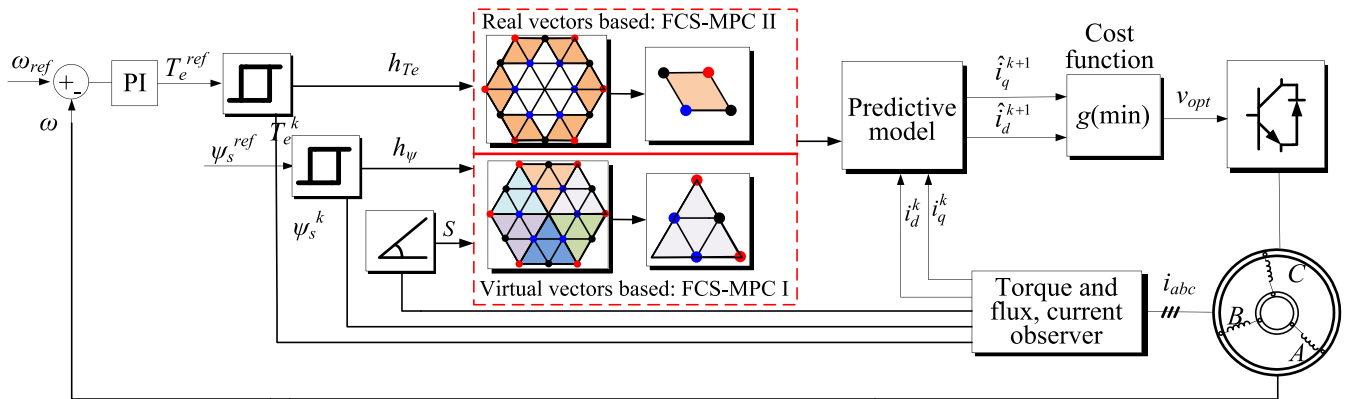 Real vectors based: FCS-MPC II
Cost
function
ω_ref
+
-
PI
T_e^ref
h_Te
î_q^{k+1}
Predictive
model
î_d^{k+1}
g(min)
v_opt
ω
T_e^k
ψ_s^ref
h_ψ
i_d^k
i_q^k
ψ_s^k
S
Virtual vectors based: FCS-MPC I
Torque and
flux, current
observer
i_abc
C
B
A